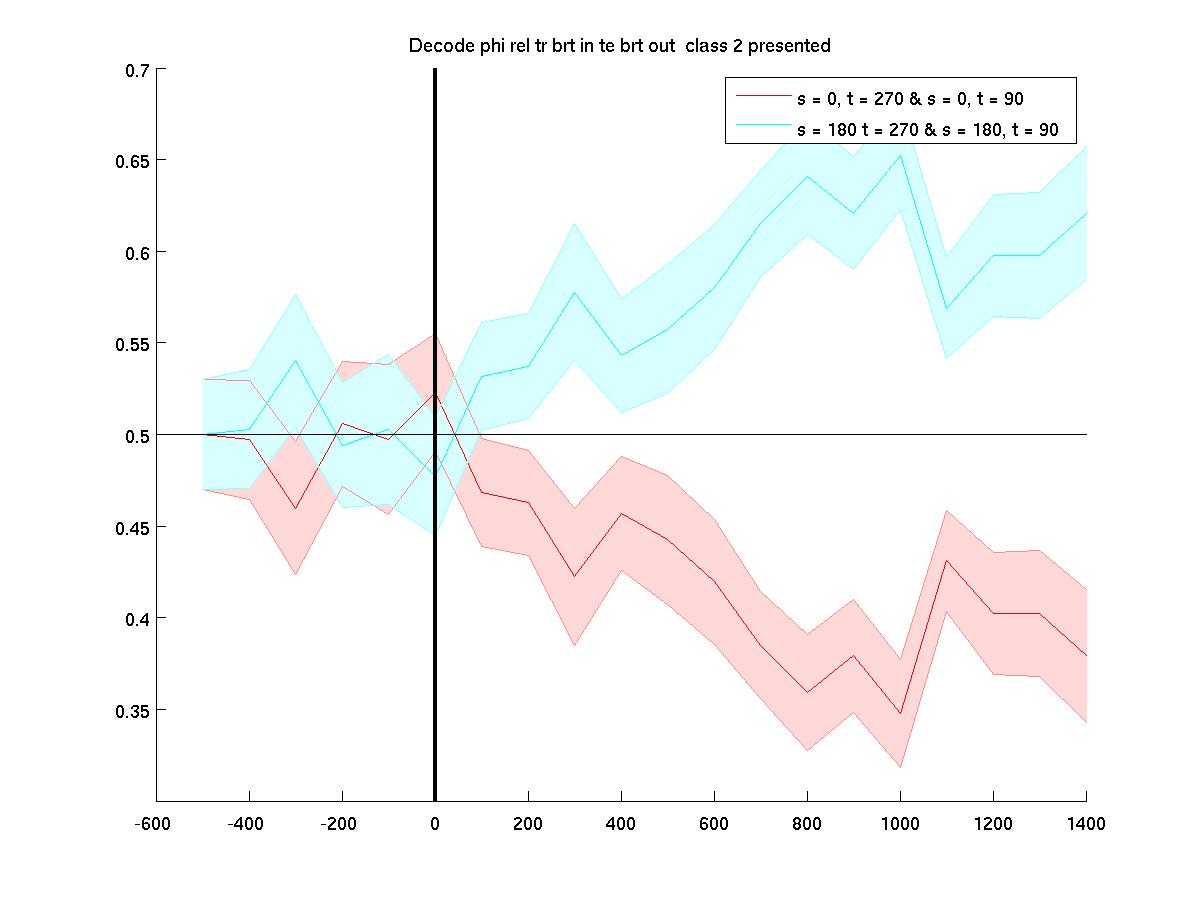 Decode phi rel tr brt in te brt out  class 2 presented
0.7
s = 0, t = 270 & s = 0, t = 90
s = 180 t = 270 & s = 180, t = 90
0.65
0.6
0.55
0.5
0.45
0.4
0.35
-600 -400 -200 0 200 400 600 800 1000 1200 1400